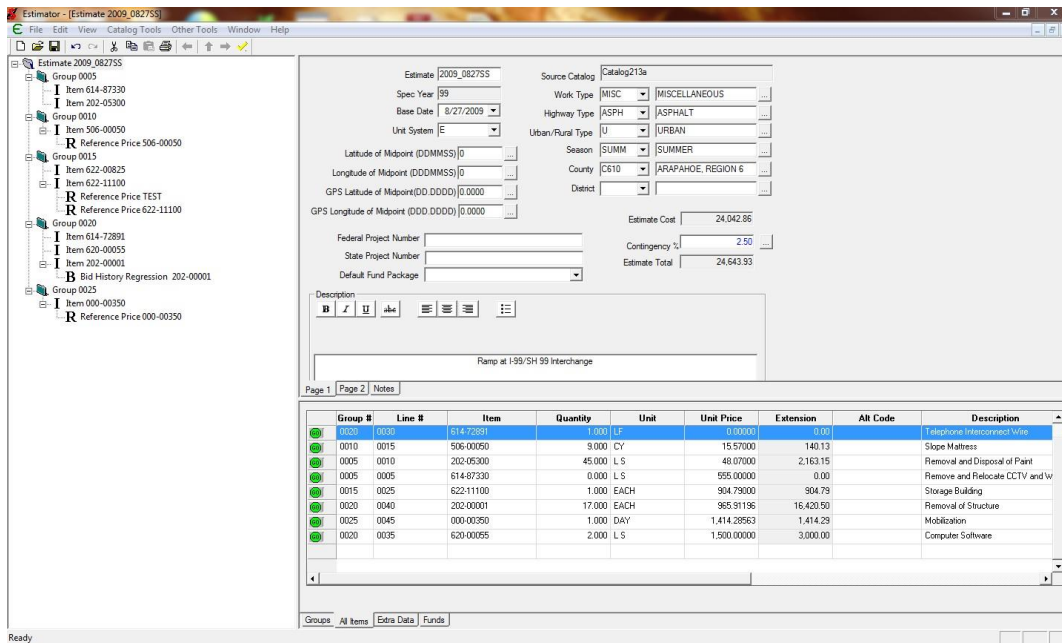 Estimator - [Estimate 2009_0827SS]
E File Edit View Catalog Tools Other Tools Window Help
Estimate 2009_0827SS
Group 0005
I Item 614-87330
I Item 202-05300
Group 0010
I Item 506-00050
R Reference Price 506-00050
Group 0015
I Item 622-00825
I Item 622-11100
R Reference Price TEST
R Reference Price 622-11100
Group 0020
I Item 614-72891
I Item 620-00055
I Item 202-00001
B Bid History Regression 202-00001
Group 0025
I Item 000-00350
R Reference Price 000-00350
Estimate 2009_0827SS Source Catalog Catalog213a
Spec Year 99 Work Type MISC MISCELLANEOUS ...
Base Date 8/27/2009 Highway Type ASPH ASPHALT ...
Unit System E Urban/Rural Type U URBAN ...
Latitude of Midpoint (DDMMSS) 0 ... Season SUMM SUMMER ...
Longitude of Midpoint (DDDMMSS) 0 ... County C610 ARAPAHOE, REGION 6 ...
GPS Latitude of Midpoint(DD.DDDD) 0.0000 ... District ...
GPS Longitude of Midpoint (DDD.DDDD) 0.0000 ...
Estimate Cost 24,042.86
Federal Project Number Contingency % 2.50 ...
State Project Number Estimate Total 24,643.93
Default Fund Package
Description
B I U abc
Ramp at I-99/SH 99 Interchange
Page 1 Page 2 Notes
Group # Line # Item Quantity Unit Unit Price Extension Alt Code Description
GO 0020 0030 614-72891 1.000 LF 0.00000 0.00 Telephone Interconnect Wire
GO 0010 0015 506-00050 9.000 CY 15.57000 140.13 Slope Mattress
GO 0005 0010 202-05300 45.000 L S 48.07000 2,163.15 Removal and Disposal of Paint
GO 0005 0005 614-87330 0.000 L S 555.00000 0.00 Remove and Relocate CCTV and W
GO 0015 0025 622-11100 1.000 EACH 904.79000 904.79 Storage Building
GO 0020 0040 202-00001 17.000 EACH 965.91196 16,420.50 Removal of Structure
GO 0025 0045 000-00350 1.000 DAY 1,414.28563 1,414.29 Mobilization
GO 0020 0035 620-00055 2.000 L S 1,500.00000 3,000.00 Computer Software
Groups All Items Extra Data Funds
Ready